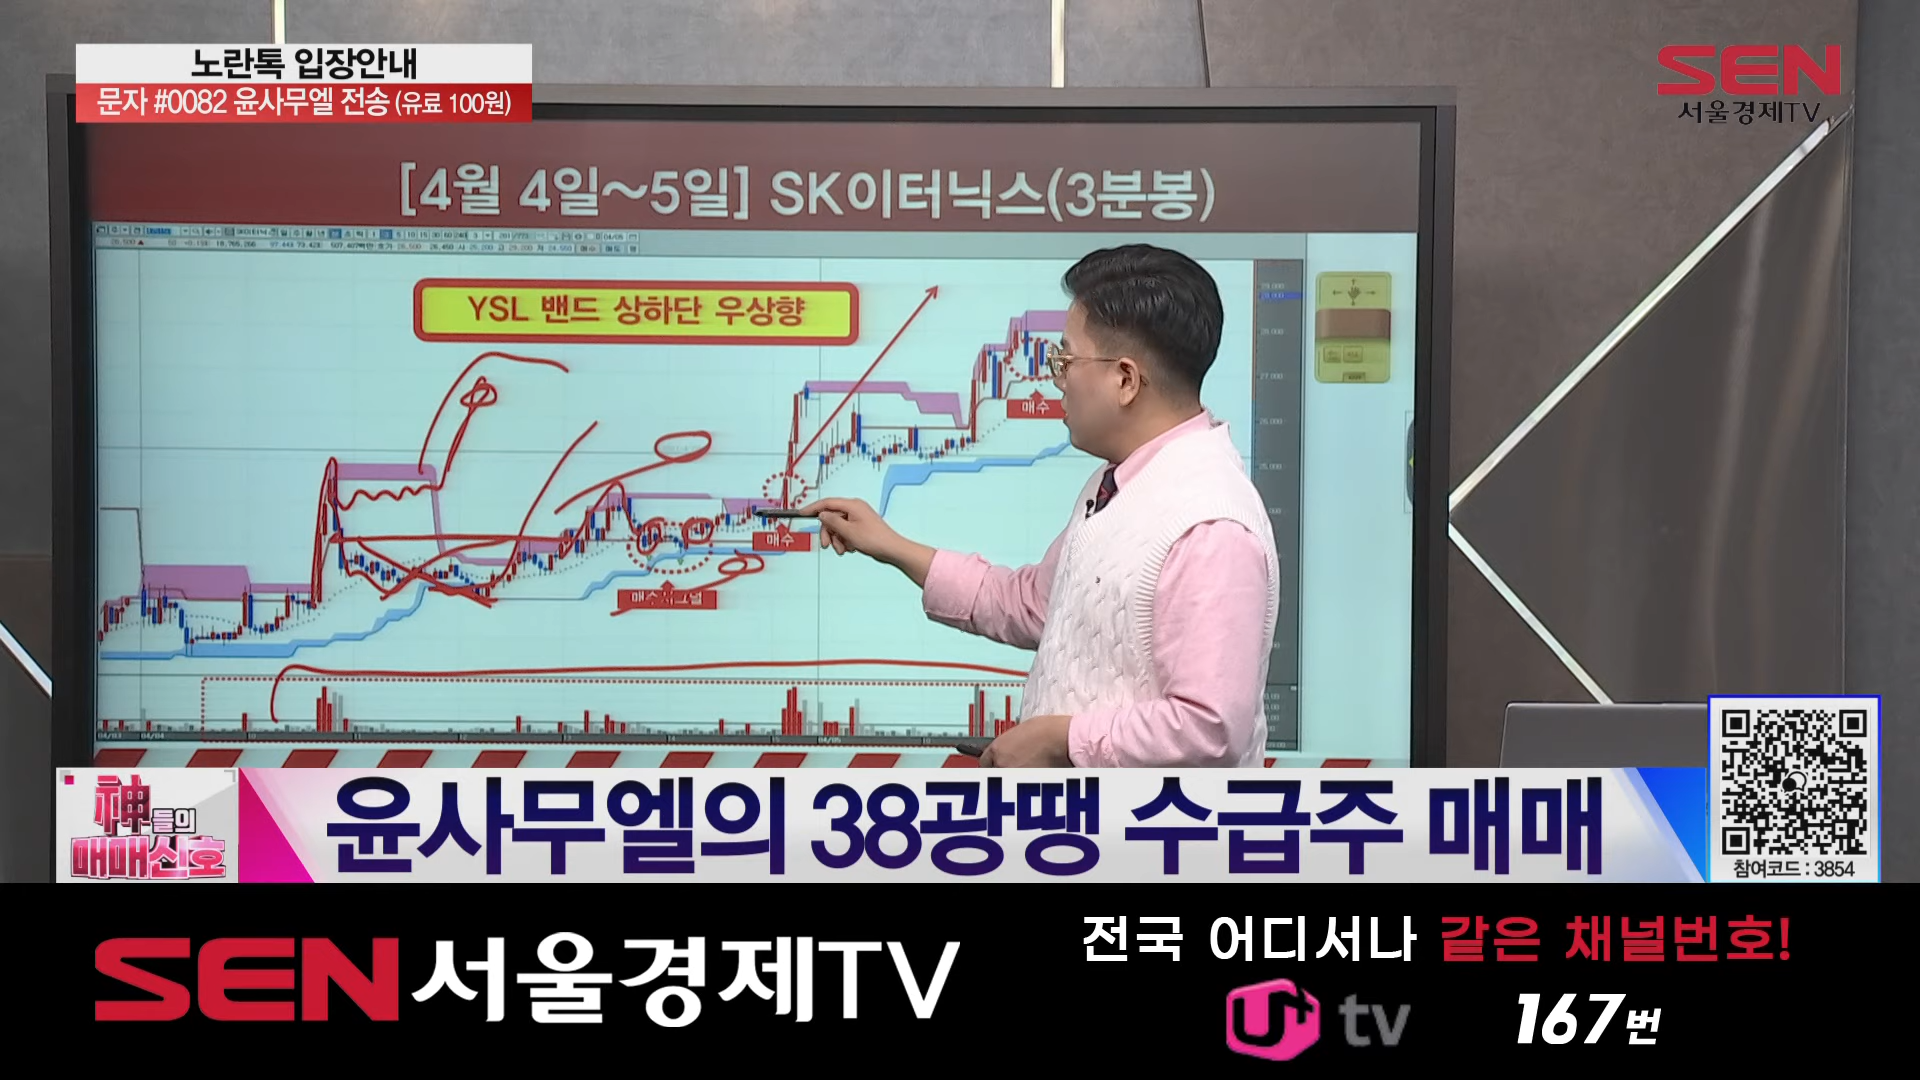 노란톡 입장안내
문자 #0082 윤사무엘 전송 (유료 100원)
SEN
서울경제TV
[4월 4일~5일] SK이터닉스(3분봉)
YSL 밴드 상하단 우상향
매수
매수
神들의
매매신호
윤사무엘의 38광땡 수급주 매매
참여코드 : 3854
SEN 서울경제TV
전국 어디서나 같은 채널번호!
U+ tv 167번